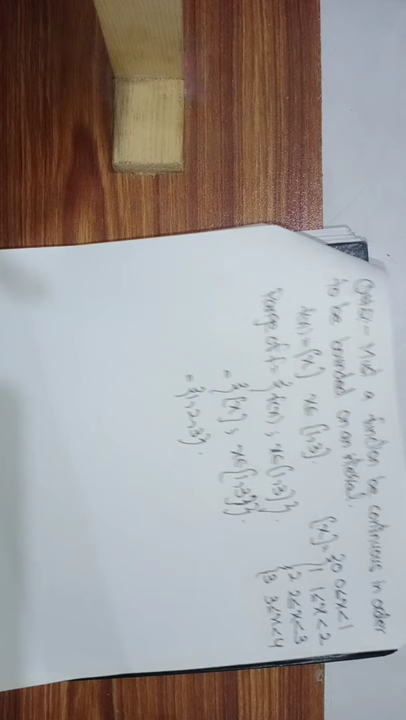 Q421 - Must a function be continuous in order
to be bounded on an interval.
f(x) = [x] x ∈ [1,3].
Range of f = { f(x) ; x ∈ [1,3] }
= { [x] ; x ∈ [1,3] }.
= {1,2,3}.
[x] = { 0 0≤x<1
1 1≤x<2
2 2≤x<3
3 3≤x<4